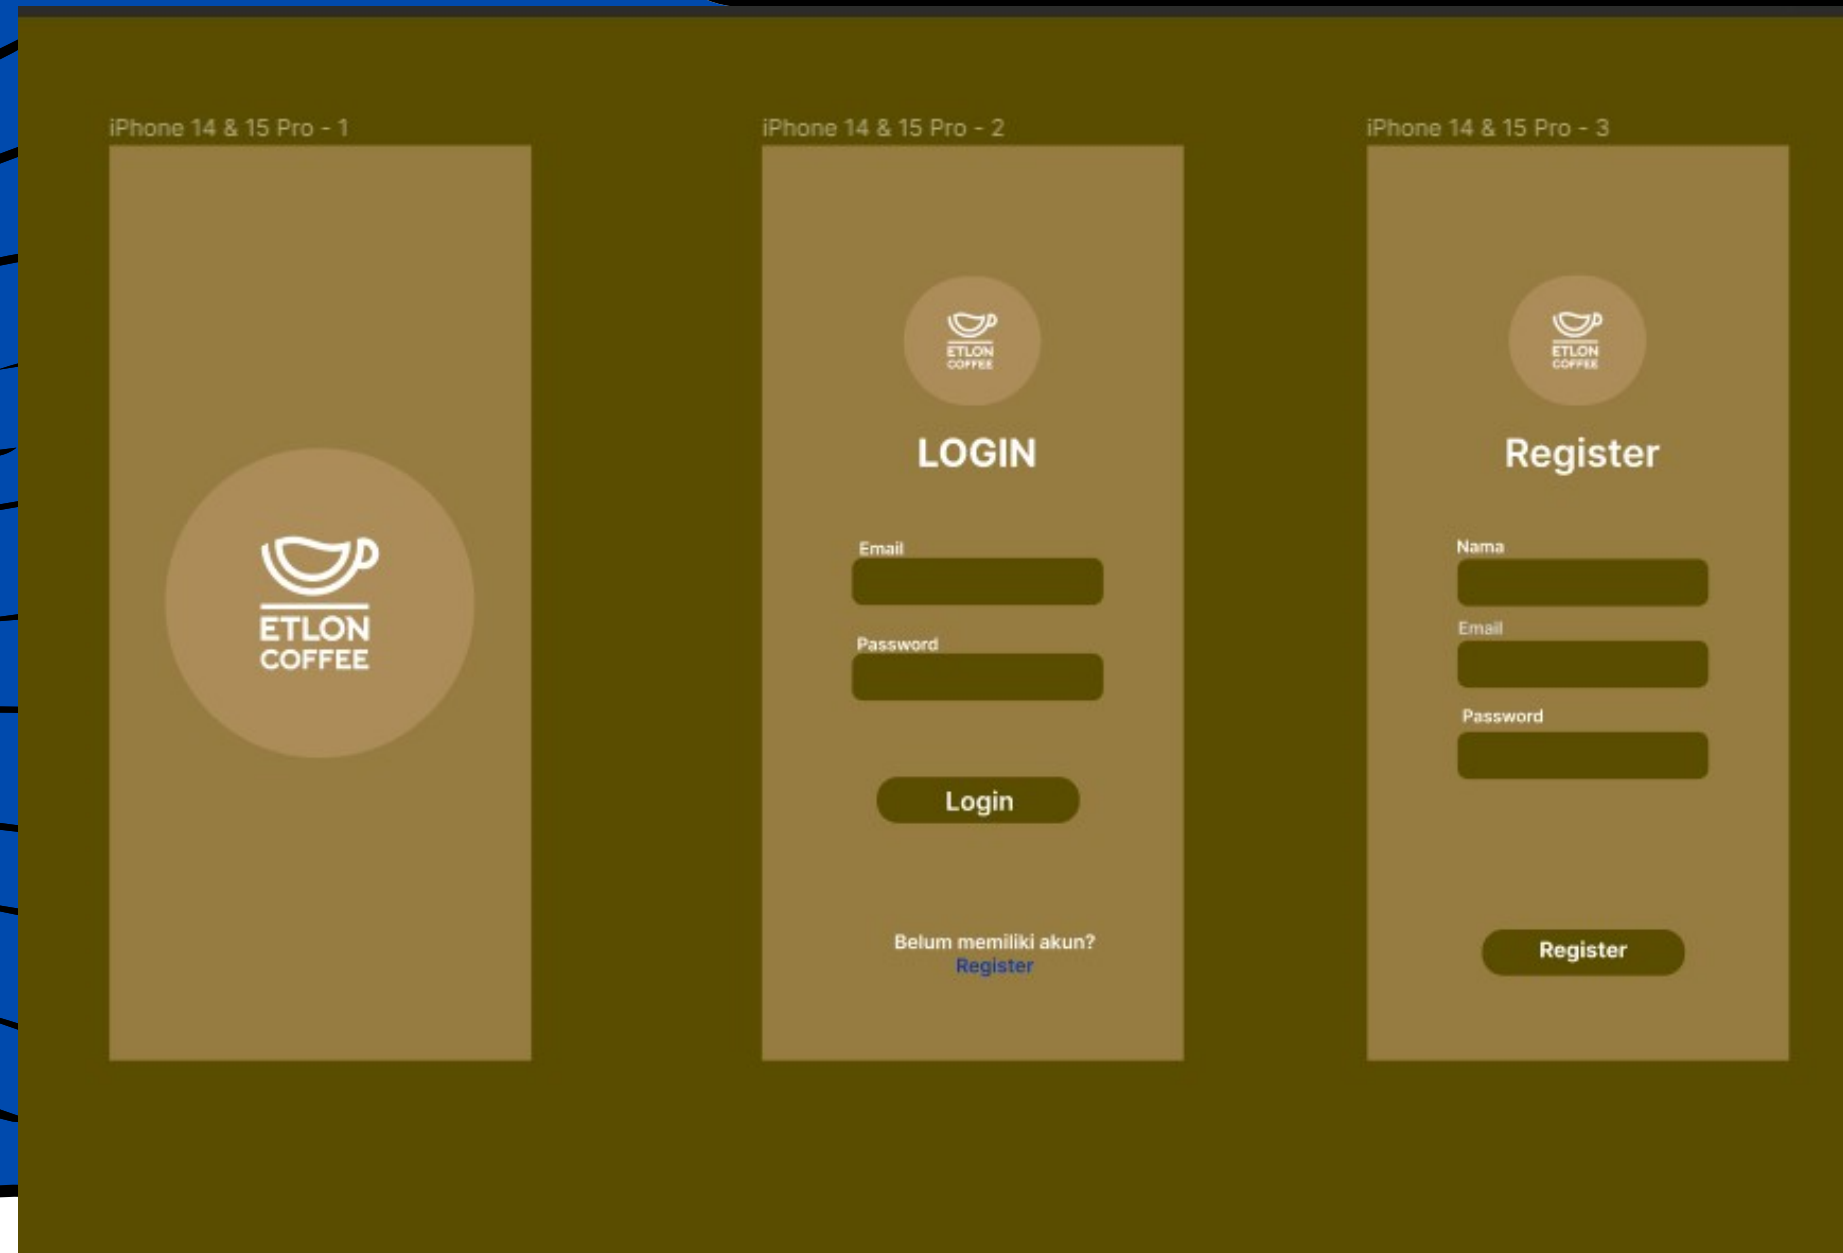 iPhone 14 & 15 Pro - 1
ETLON
COFFEE
iPhone 14 & 15 Pro - 2
ETLON
COFFEE
LOGIN
Email
Password
Login
Belum memiliki akun?
Register
iPhone 14 & 15 Pro - 3
ETLON
COFFEE
Register
Nama
Email
Password
Register